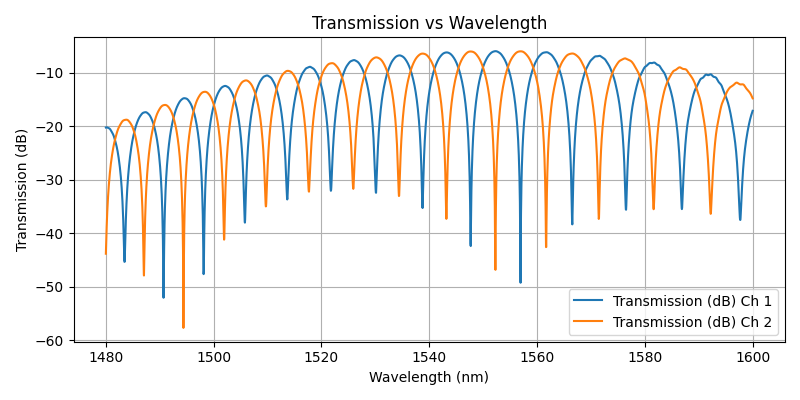 Transmission vs Wavelength
Transmission (dB)
−10
−20
−30
−40
−50
−60
1480
1500
1520
1540
1560
1580
1600
Wavelength (nm)
Transmission (dB) Ch 1
Transmission (dB) Ch 2